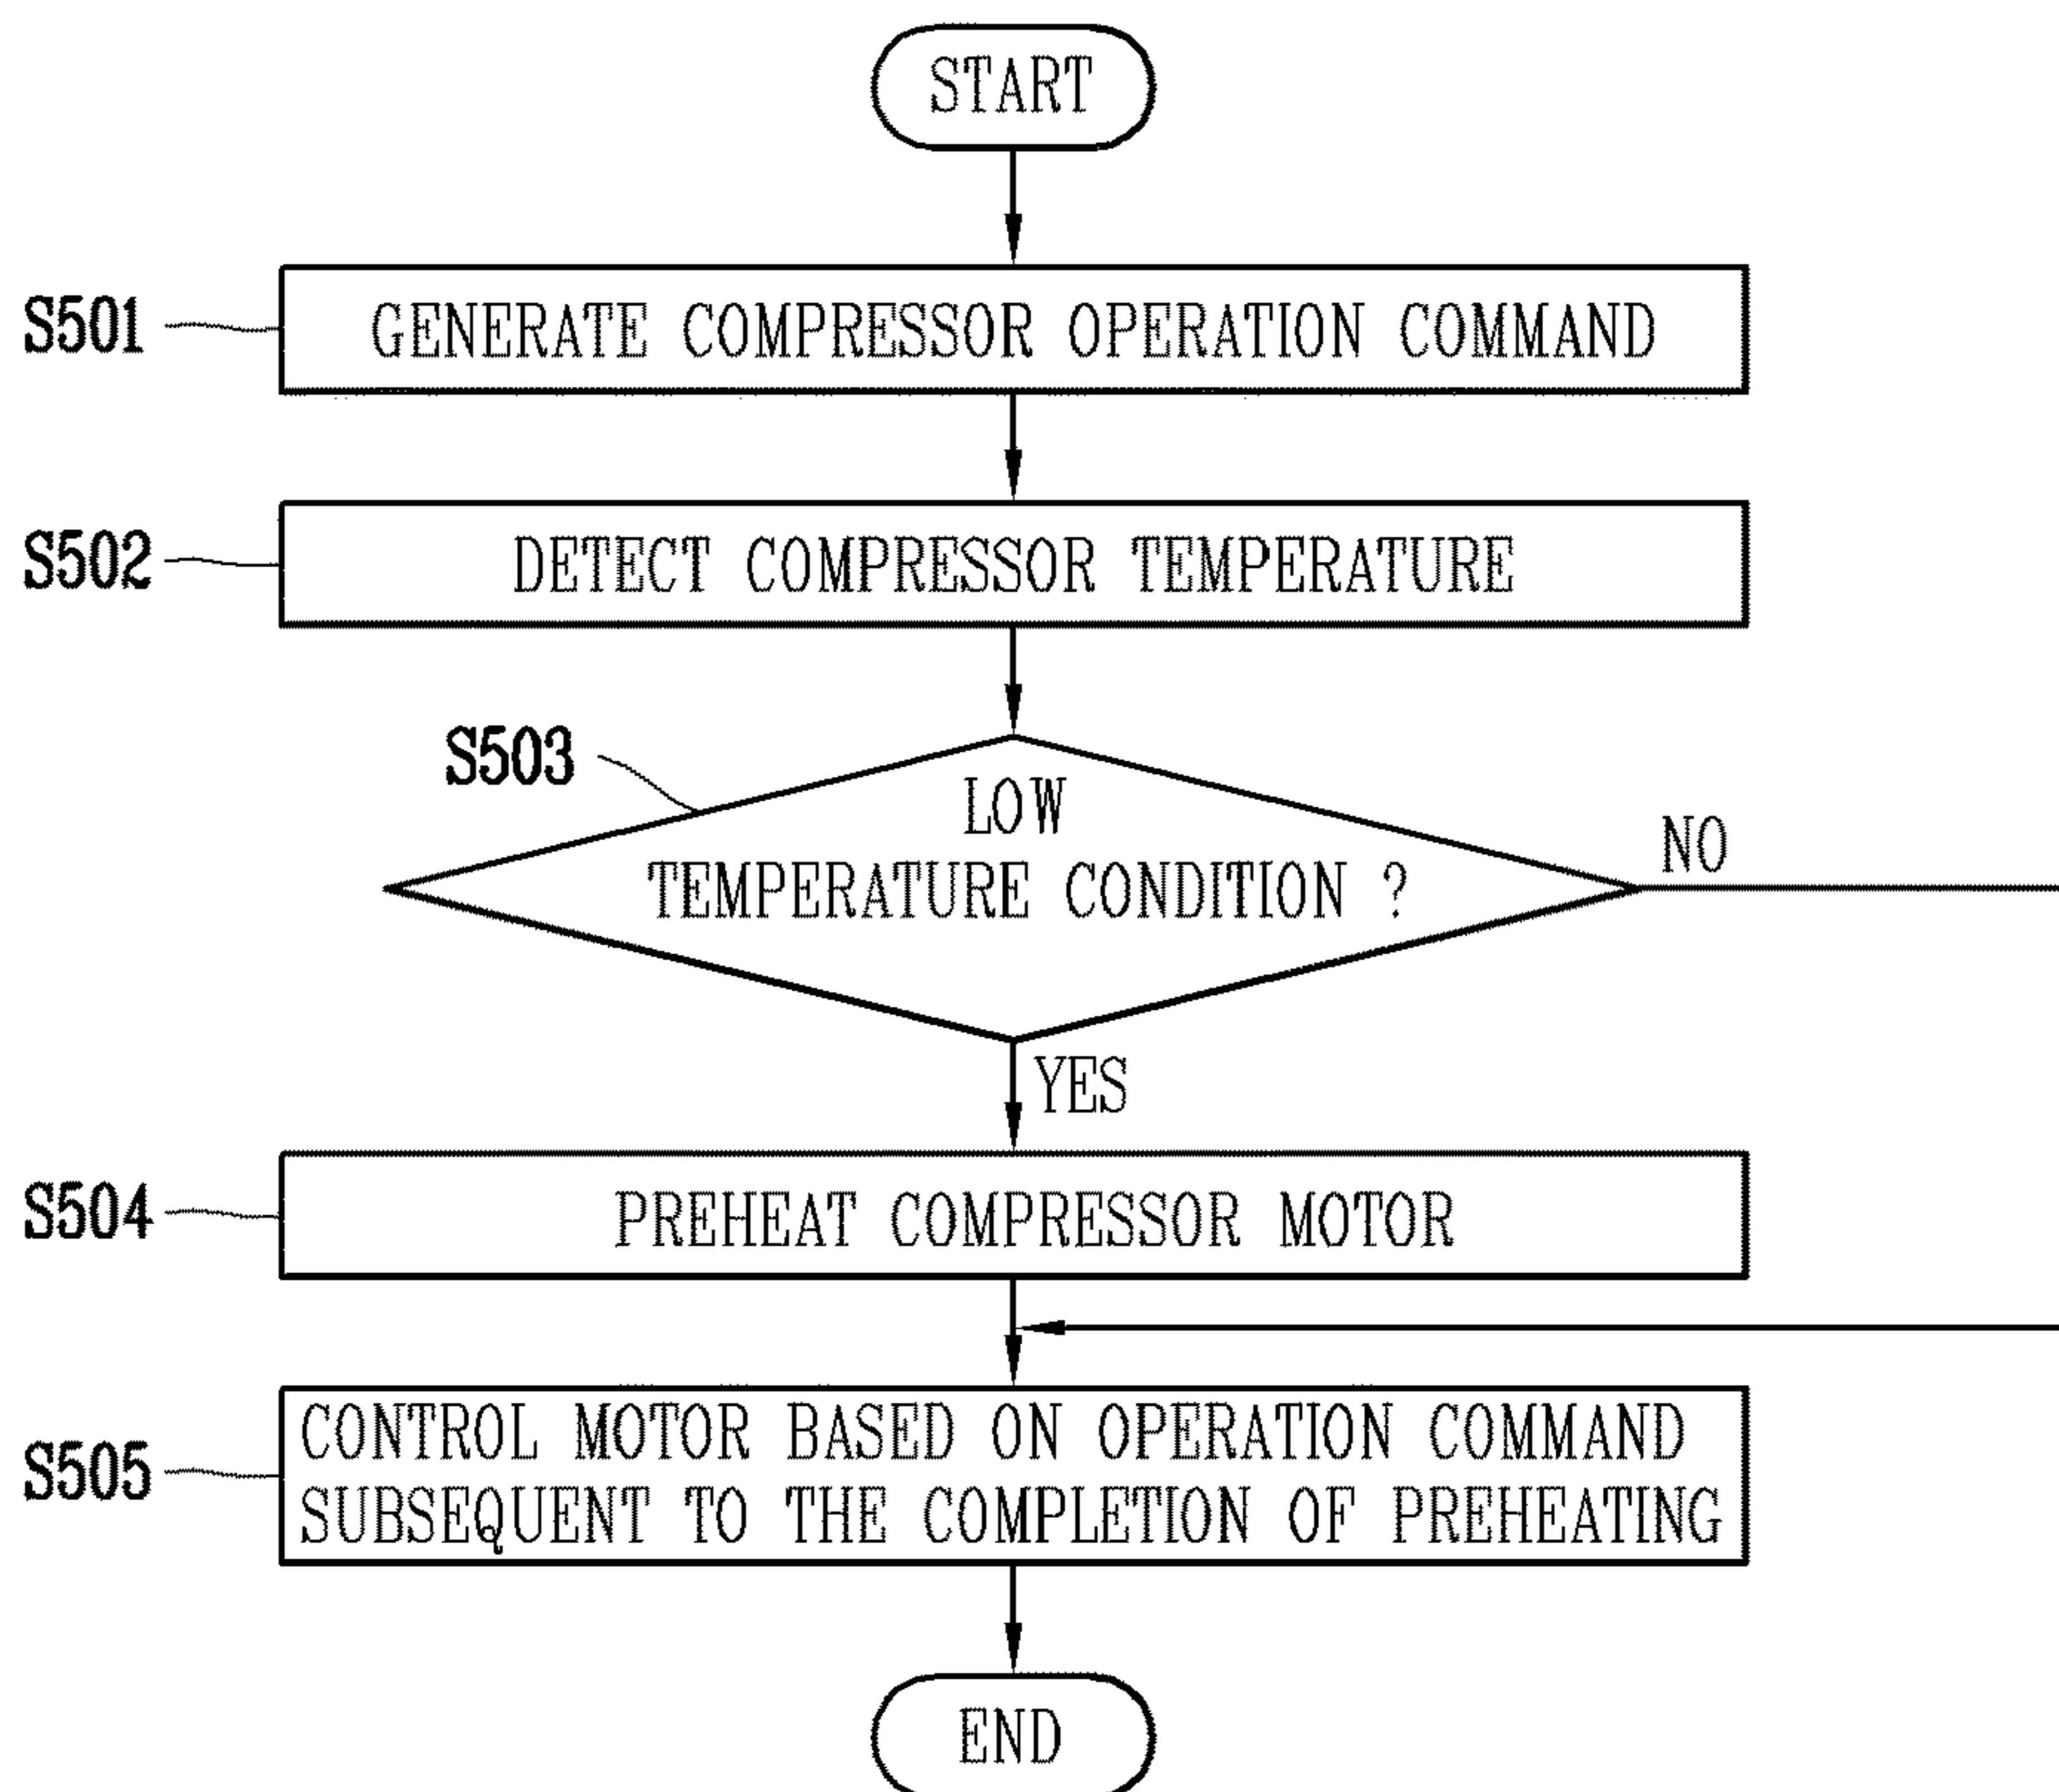 START
S501
GENERATE COMPRESSOR OPERATION COMMAND
S502
DETECT COMPRESSOR TEMPERATURE
S503
LOW
TEMPERATURE CONDITION ?
NO
YES
S504
PREHEAT COMPRESSOR MOTOR
S505
CONTROL MOTOR BASED ON OPERATION COMMAND
SUBSEQUENT TO THE COMPLETION OF PREHEATING
END